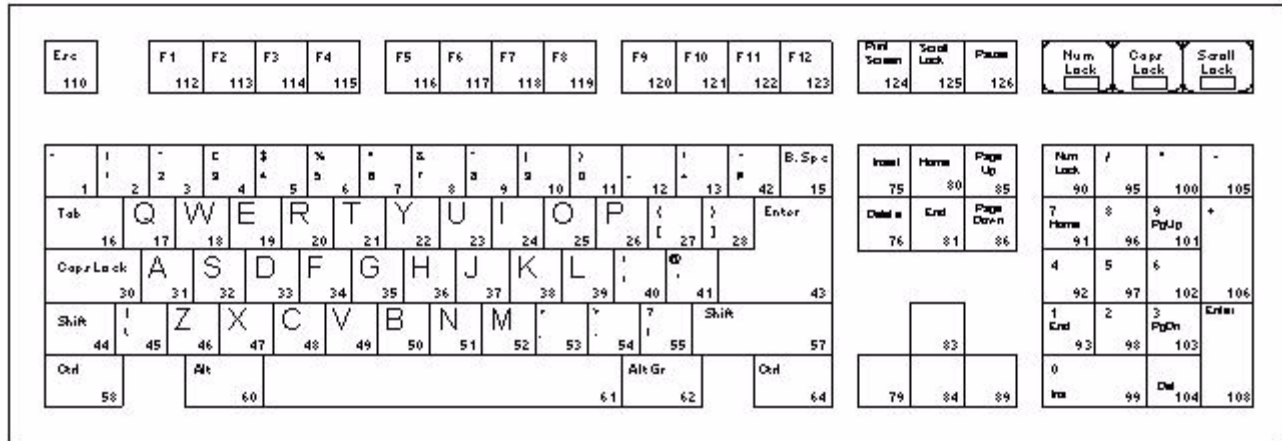 Esc F1 F2 F3 F4 F5 F6 F7 F8 F9 F10 F11 F12 Print Screen Scroll Lock Pause Num Lock Caps Lock Scroll Lock
110 112 113 114 115 116 117 118 119 120 121 122 123 124 125 126
B.Spc Insert Home Page Up Num Lock / * -
1 2 3 4 5 6 7 8 9 10 11 12 13 42 15 75 80 85 90 95 100 105
Tab Q W E R T Y U I O P { [ } ] Enter Delete End Page Down 7 Home 8 9 PgUp +
16 17 18 19 20 21 22 23 24 25 26 27 28 76 81 86 91 96 101
Caps Lock A S D F G H J K L @ 4 5 6
30 31 32 33 34 35 36 37 38 39 40 41 43 92 97 102 106
Shift Z X C V B N M Shift 1 End 2 3 PgDn Enter
44 45 46 47 48 49 50 51 52 53 54 55 57 83 93 98 103
Ctrl Alt Alt Gr Ctrl 0 Ins Del
58 60 61 62 64 79 84 89 99 104 108